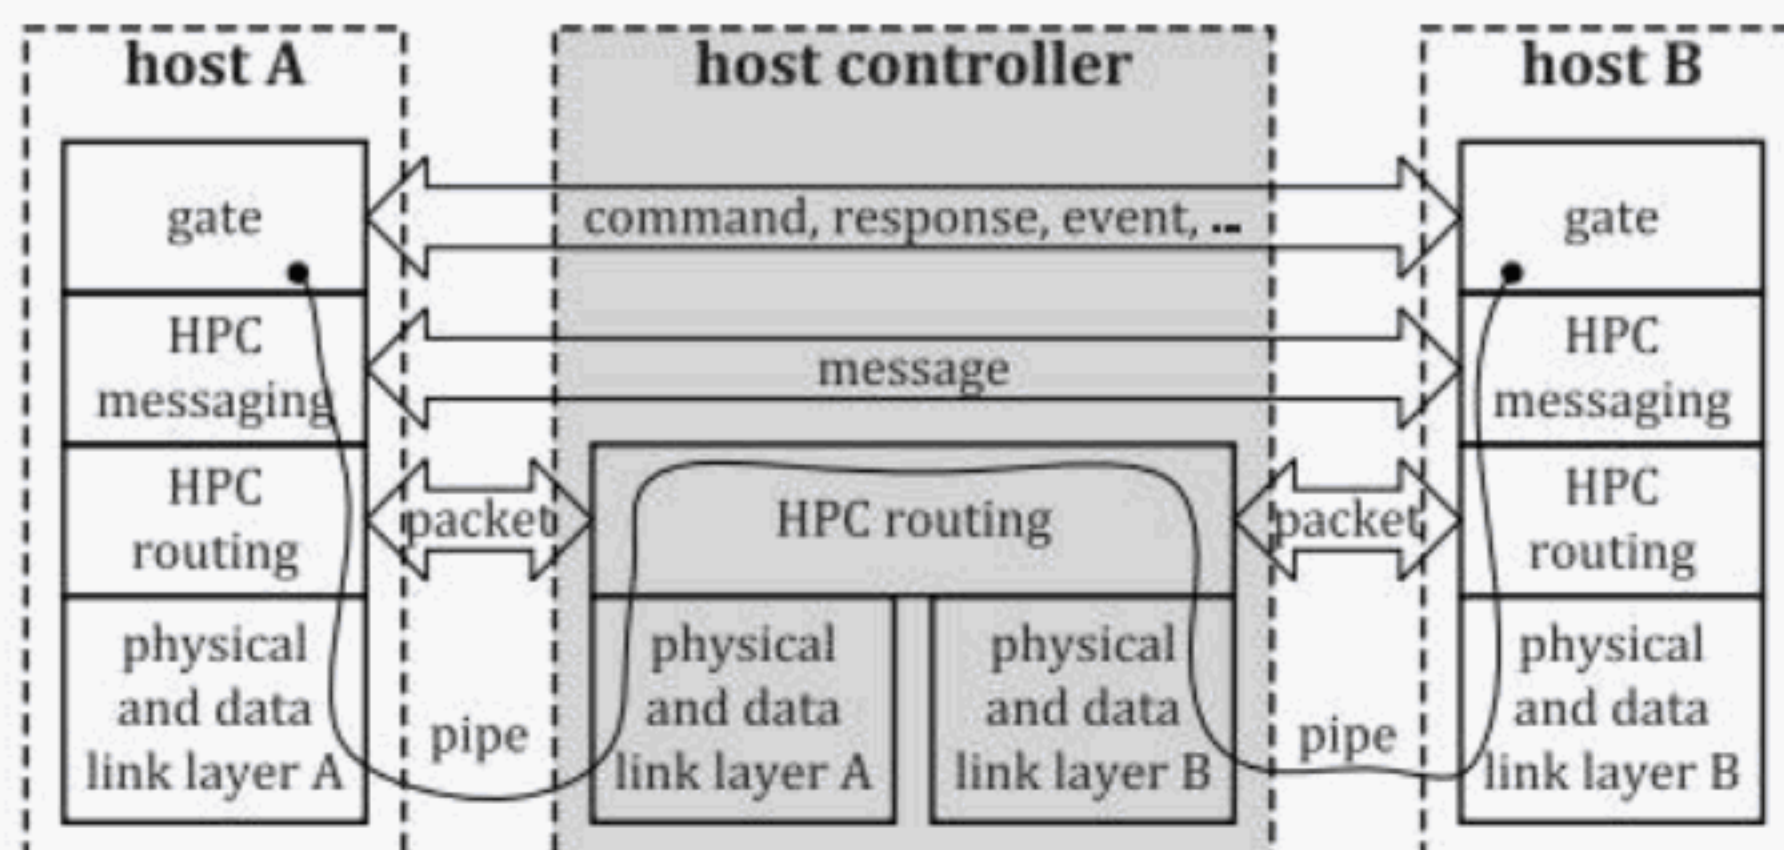 host A
host controller
host B
gate
command, response, event, ...
gate
HPC
messaging
message
HPC
messaging
HPC
routing
packet
HPC routing
packet
HPC
routing
physical
and data
link layer A
pipe
physical
and data
link layer A
physical
and data
link layer B
pipe
physical
and data
link layer B